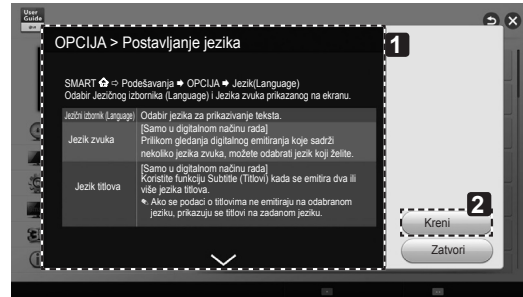 User
Guide
OPCIJA > Postavljanje jezika
1
SMART ⇨ Podešavanja ➡ OPCIJA ➡ Jezik(Language)
Odabir Jezičnog izbornika (Language) i Jezika zvuka prikazanog na ekranu.
Jezični izbornik (Language) Odabir jezika za prikazivanje teksta.
Jezik zvuka
[Samo u digitalnom načinu rada]
Prilikom gledanja digitalnog emitiranja koje sadrži
nekoliko jezika zvuka, možete odabrati jezik koji želite.
Jezik titlova
[Samo u digitalnom načinu rada]
Koristite funkciju Subtitle (Titlovi) kada se emitira dva ili
više jezika titlova.
Ako se podaci o titlovima ne emitiraju na odabranom
jeziku, prikazuju se titlovi na zadanom jeziku.
2
Kreni
Zatvori